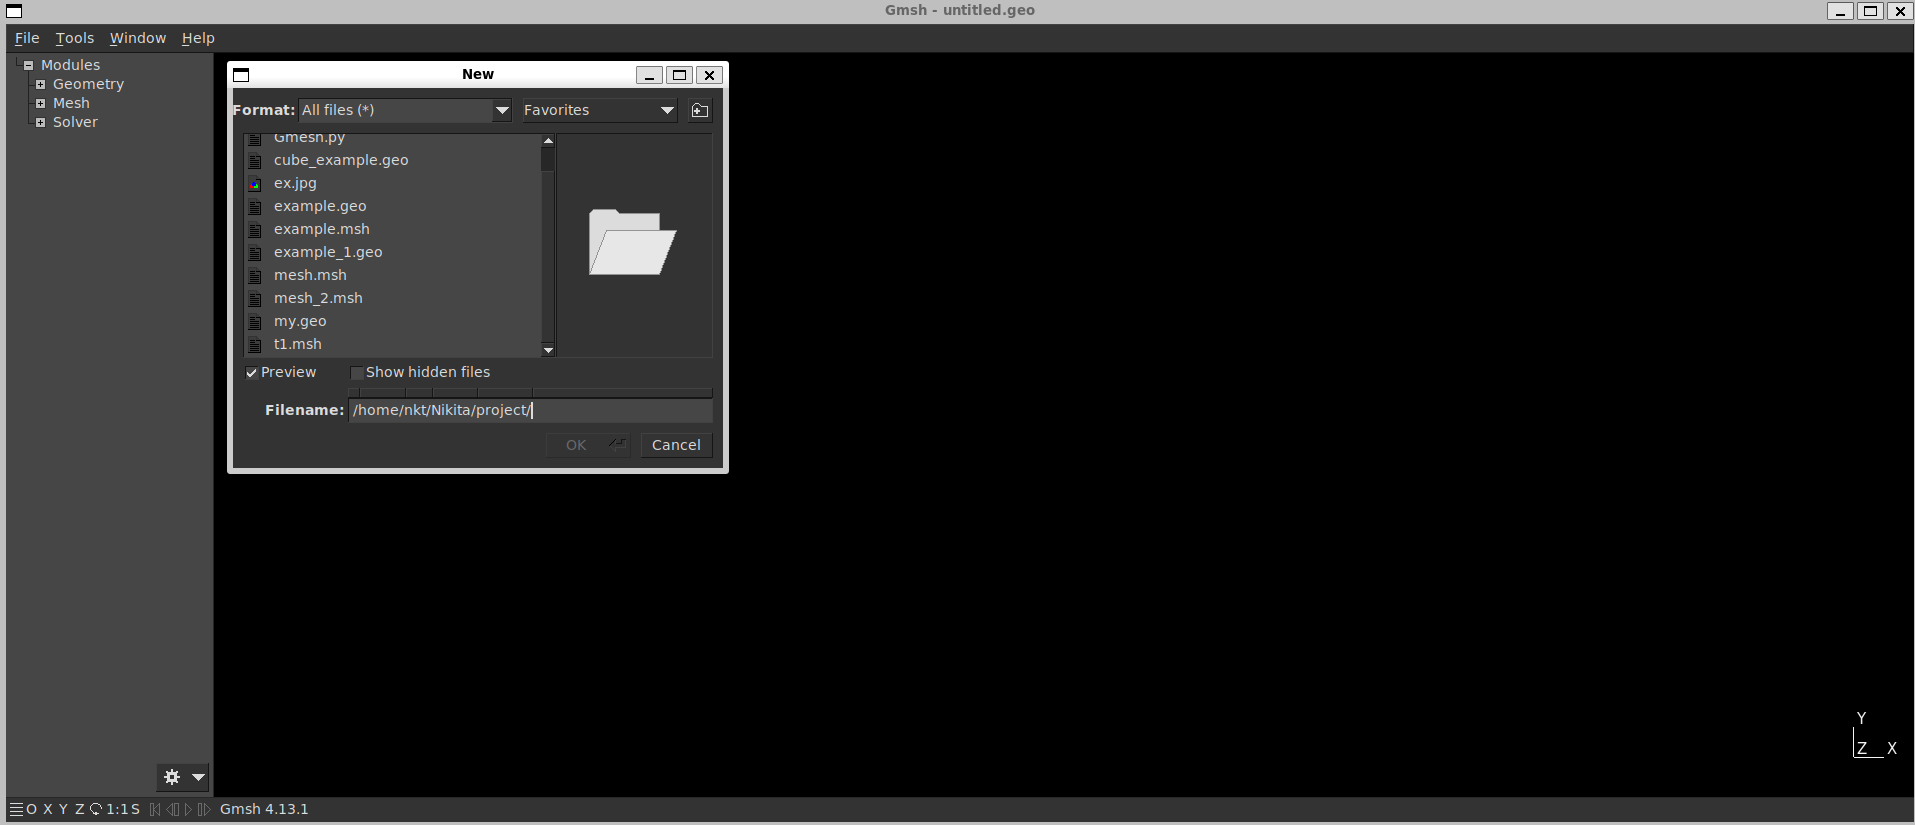 Gmsh - untitled.geo
File Tools Window Help
Modules
Geometry
Mesh
Solver
New
Format: All files (*) Favorites
Gmesh.py
cube_example.geo
ex.jpg
example.geo
example.msh
example_1.geo
mesh.msh
mesh_2.msh
my.geo
t1.msh
Preview Show hidden files
Filename: /home/nkt/Nikita/project/
OK Cancel
Y
Z X
O X Y Z 1:1 S Gmsh 4.13.1